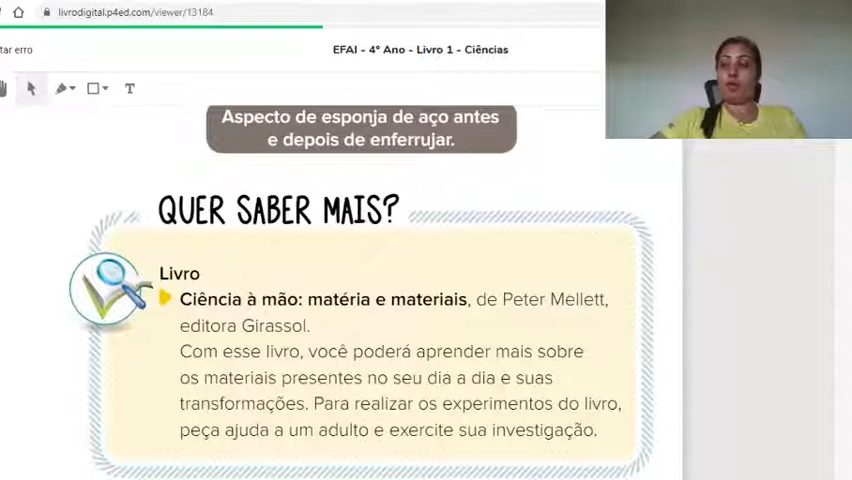 livrodigital.p4ed.com/viewer/13184
tar erro
EFAI - 4º Ano - Livro 1 - Ciências
T
Aspecto de esponja de aço antes
e depois de enferrujar.
QUER SABER MAIS?
Livro
Ciência à mão: matéria e materiais, de Peter Mellett,
editora Girassol.
Com esse livro, você poderá aprender mais sobre
os materiais presentes no seu dia a dia e suas
transformações. Para realizar os experimentos do livro,
peça ajuda a um adulto e exercite sua investigação.